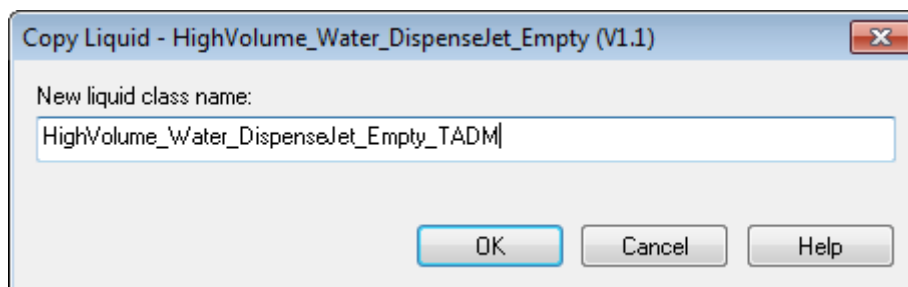 Copy Liquid - HighVolume_Water_DispenseJet_Empty (V1.1)
New liquid class name:
HighVolume_Water_DispenseJet_Empty_TADM
OK Cancel Help